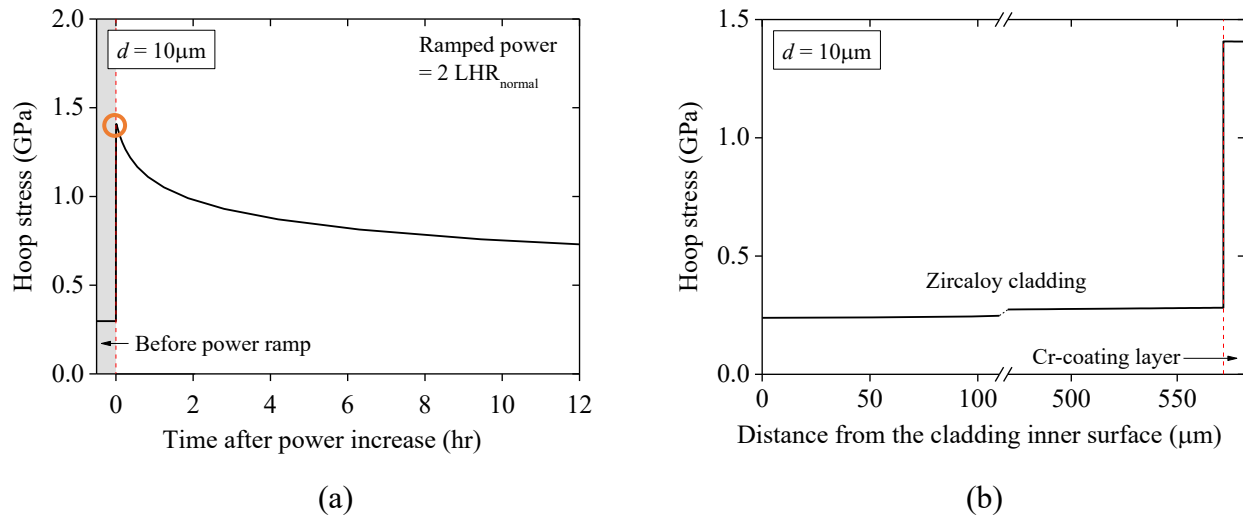 2.0
1.5
1.0
0.5
0.0
Hoop stress (GPa)
d = 10μm
Ramped power
= 2 LHRnormal
Before power ramp
0 2 4 6 8 10 12
Time after power increase (hr)
(a)
1.5
1.0
0.5
0.0
Hoop stress (GPa)
d = 10μm
Zircaloy cladding
Cr-coating layer
0 50 100 500 550
Distance from the cladding inner surface (μm)
(b)